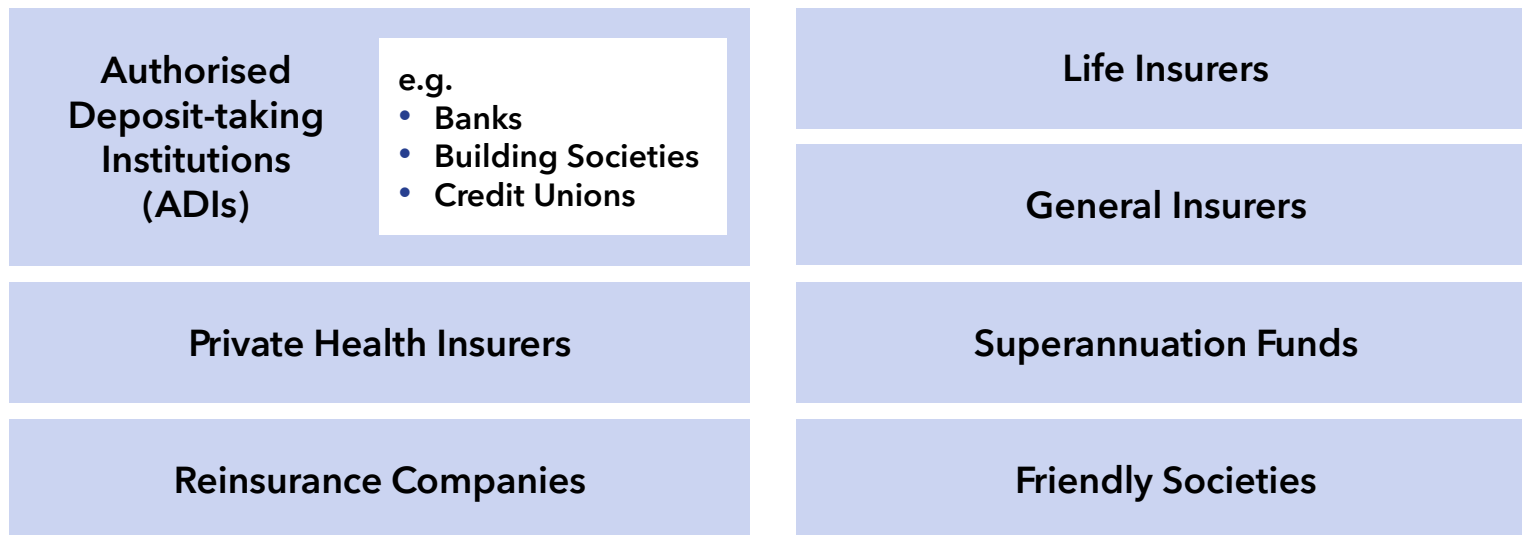 Authorised
Deposit-taking
Institutions
(ADIs)
e.g.
• Banks
• Building Societies
• Credit Unions
Life Insurers
General Insurers
Private Health Insurers
Superannuation Funds
Reinsurance Companies
Friendly Societies